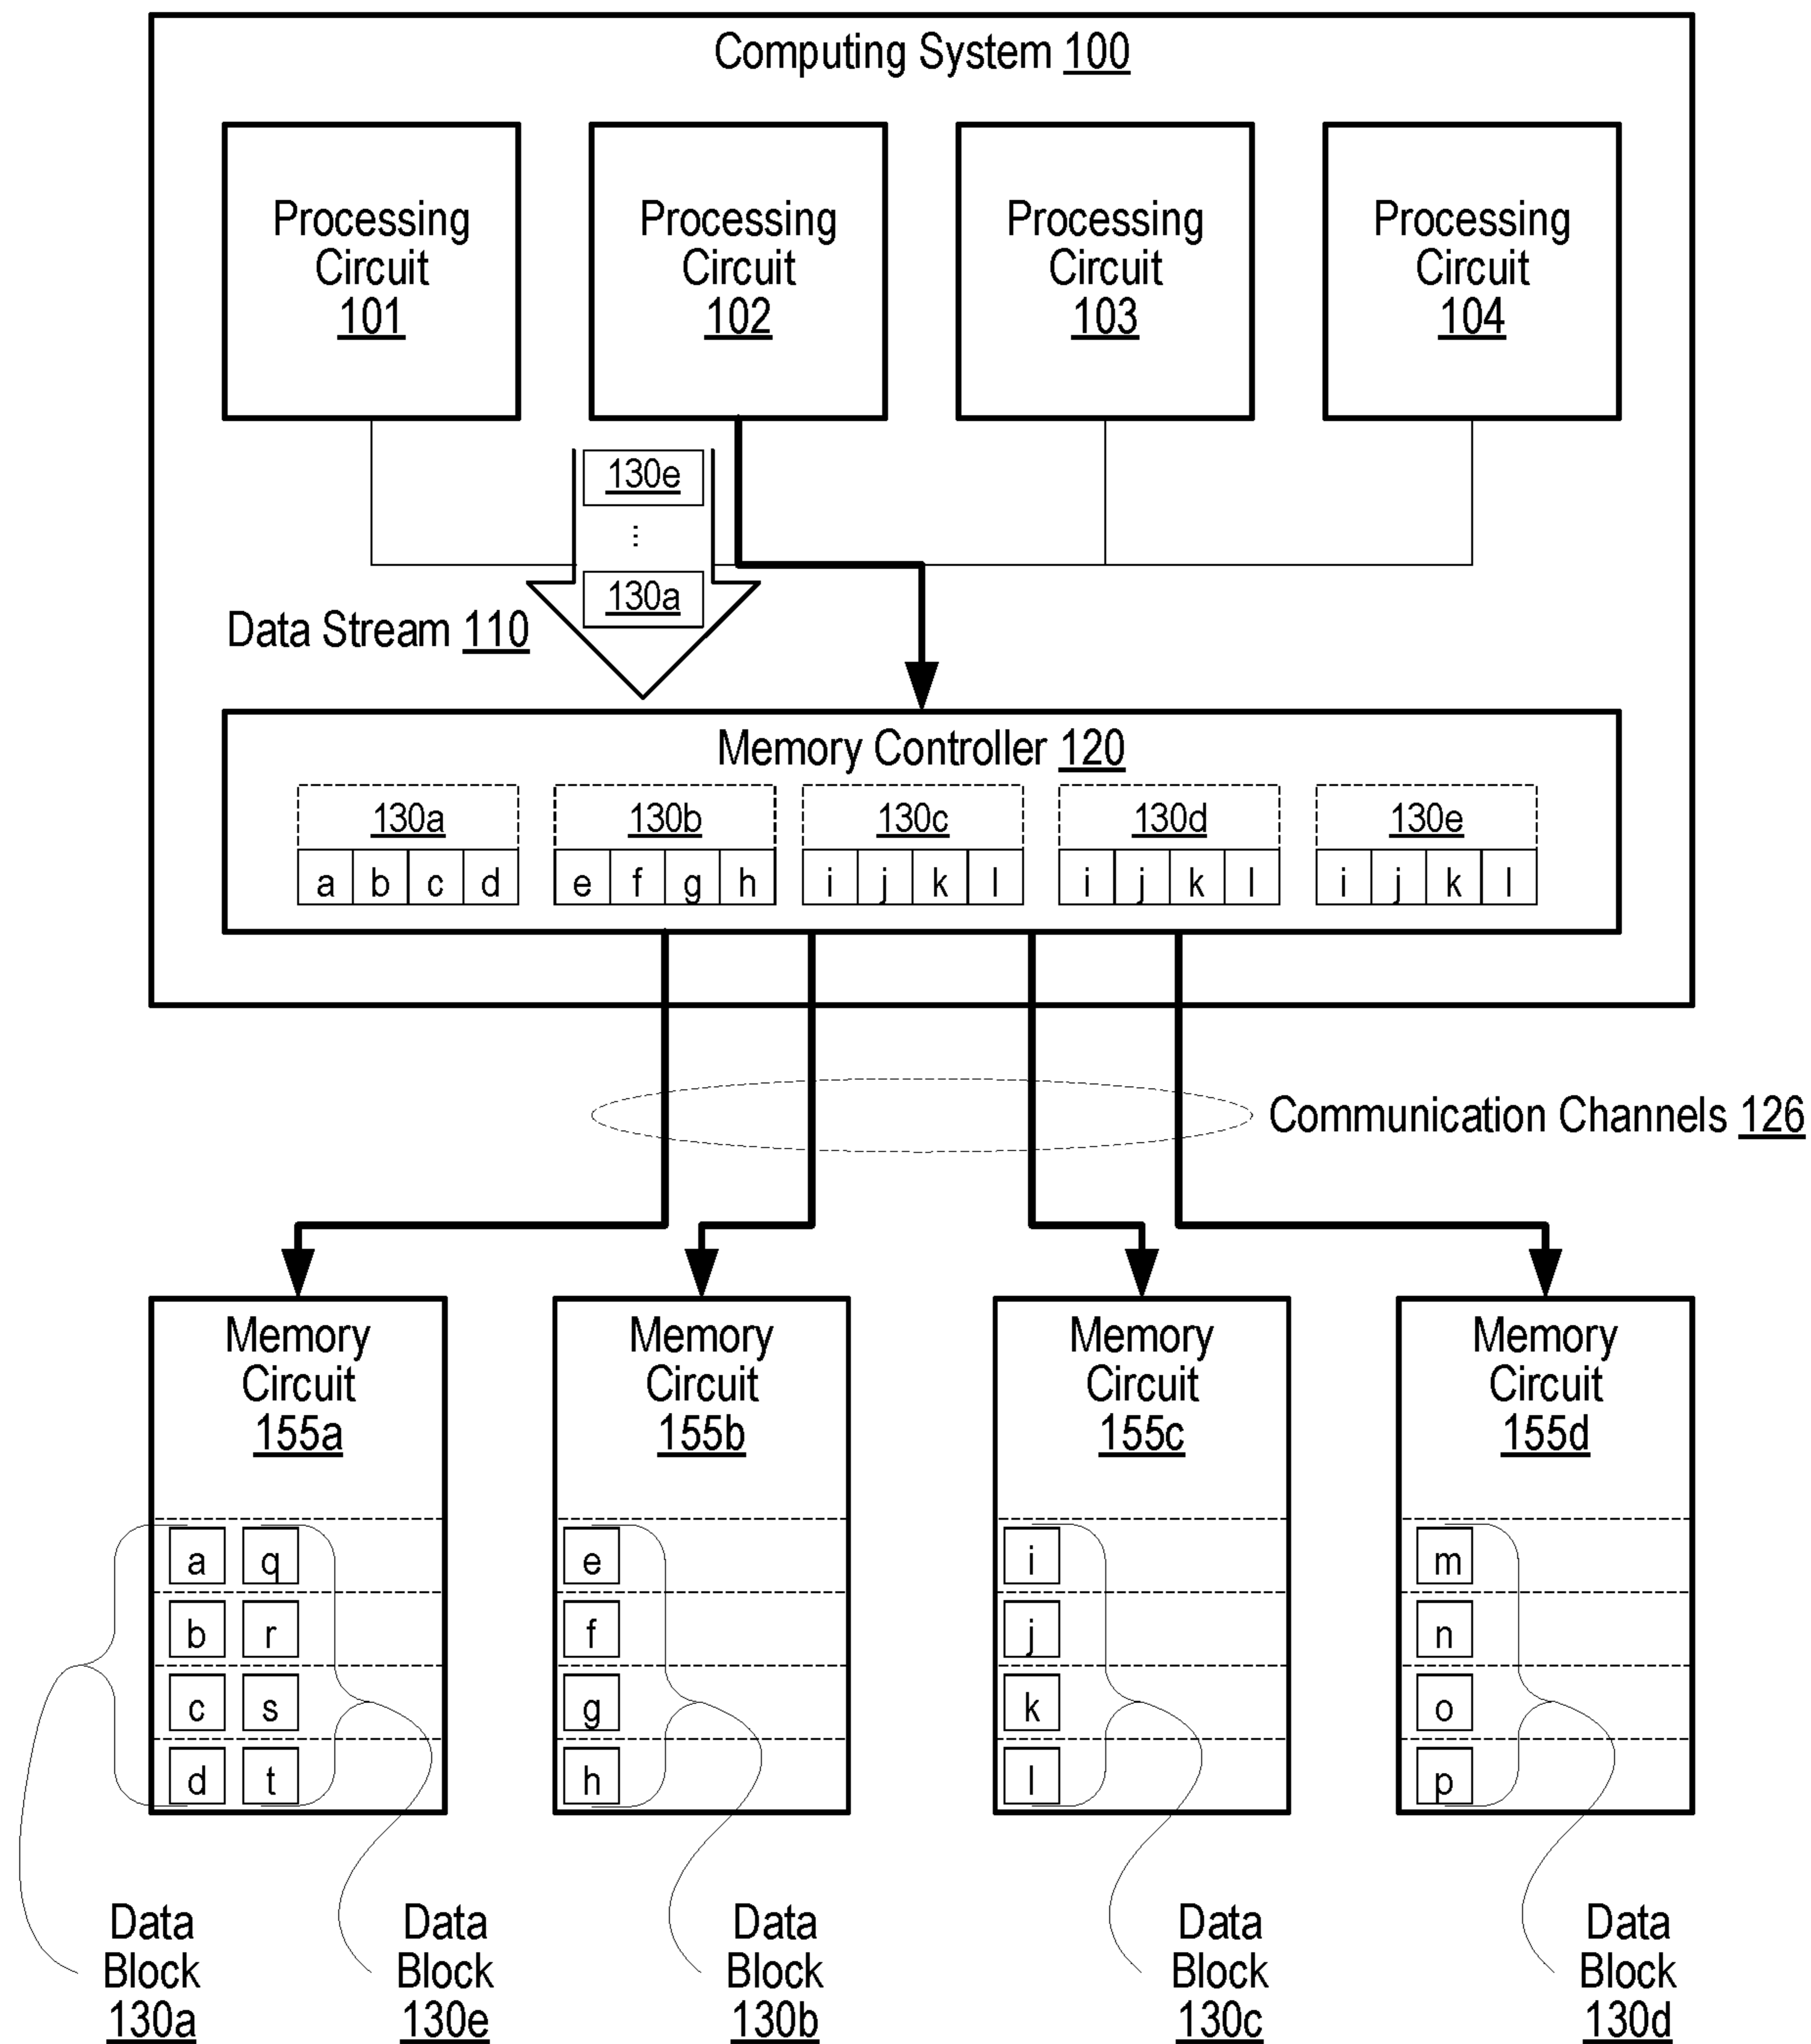 Computing System 100
Processing Circuit 101
Processing Circuit 102
Processing Circuit 103
Processing Circuit 104
130e
...
130a
Data Stream 110
Memory Controller 120
130a 130b 130c 130d 130e
a b c d e f g h i j k l i j k l i j k l
Communication Channels 126
Memory Circuit 155a
Memory Circuit 155b
Memory Circuit 155c
Memory Circuit 155d
a q e i m
b r f j n
c s g k o
d t h l p
Data Block 130a
Data Block 130e
Data Block 130b
Data Block 130c
Data Block 130d